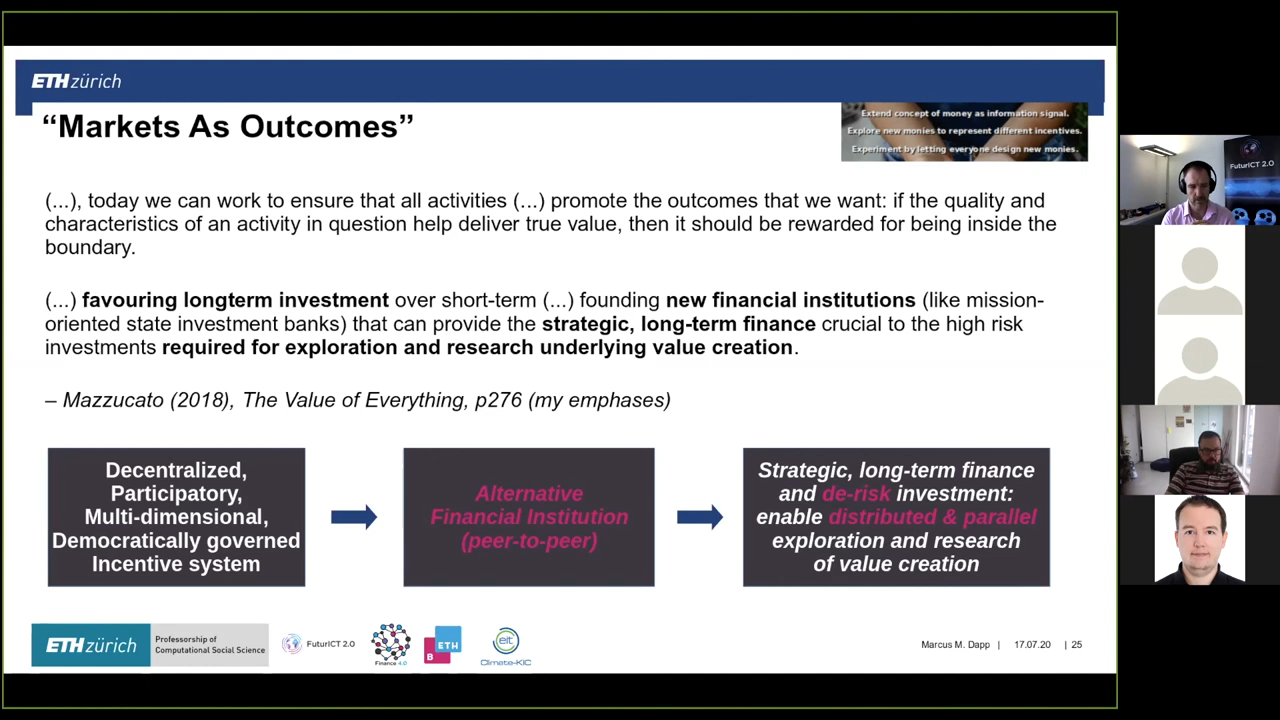 ETH zürich
"Markets As Outcomes"
Extend concept of money as information signal.
Explore new monies to represent different incentives.
Experiment by letting everyone design new monies.
(...), today we can work to ensure that all activities (...) promote the outcomes that we want: if the quality and
characteristics of an activity in question help deliver true value, then it should be rewarded for being inside the
boundary.
(...) favouring longterm investment over short-term (...) founding new financial institutions (like mission-
oriented state investment banks) that can provide the strategic, long-term finance crucial to the high risk
investments required for exploration and research underlying value creation.
– Mazzucato (2018), The Value of Everything, p276 (my emphases)
Decentralized,
Participatory,
Multi-dimensional,
Democratically governed
Incentive system
Alternative
Financial Institution
(peer-to-peer)
Strategic, long-term finance
and de-risk investment:
enable distributed & parallel
exploration and research
of value creation
ETH zürich
Professorship of
Computational Social Science
FuturICT 2.0
Finance 4.0
B ETH
eit
Climate-KIC
Marcus M. Dapp | 17.07.20 | 25
FuturICT 2.0